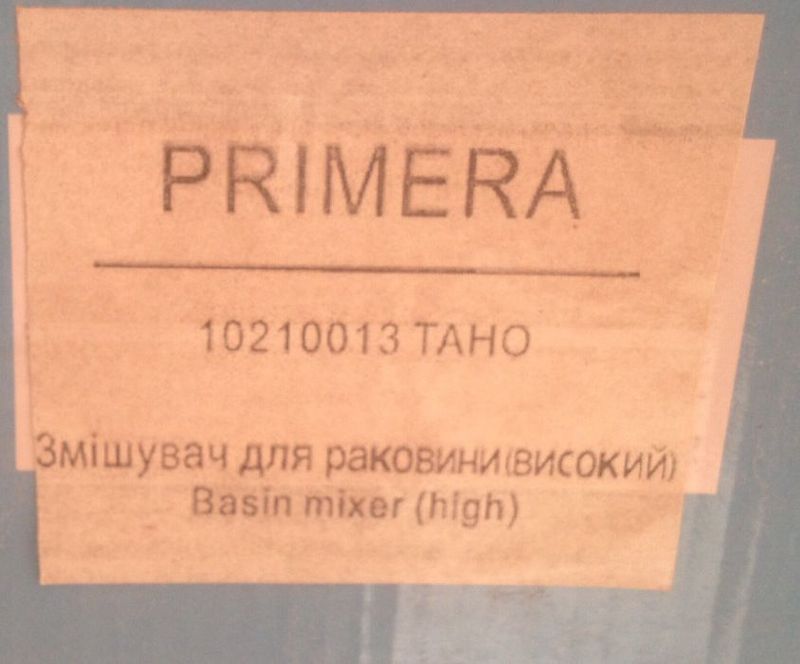 PRIMERA
10210013 TAHO
Змішувач для раковини(високий)
Basin mixer (high)